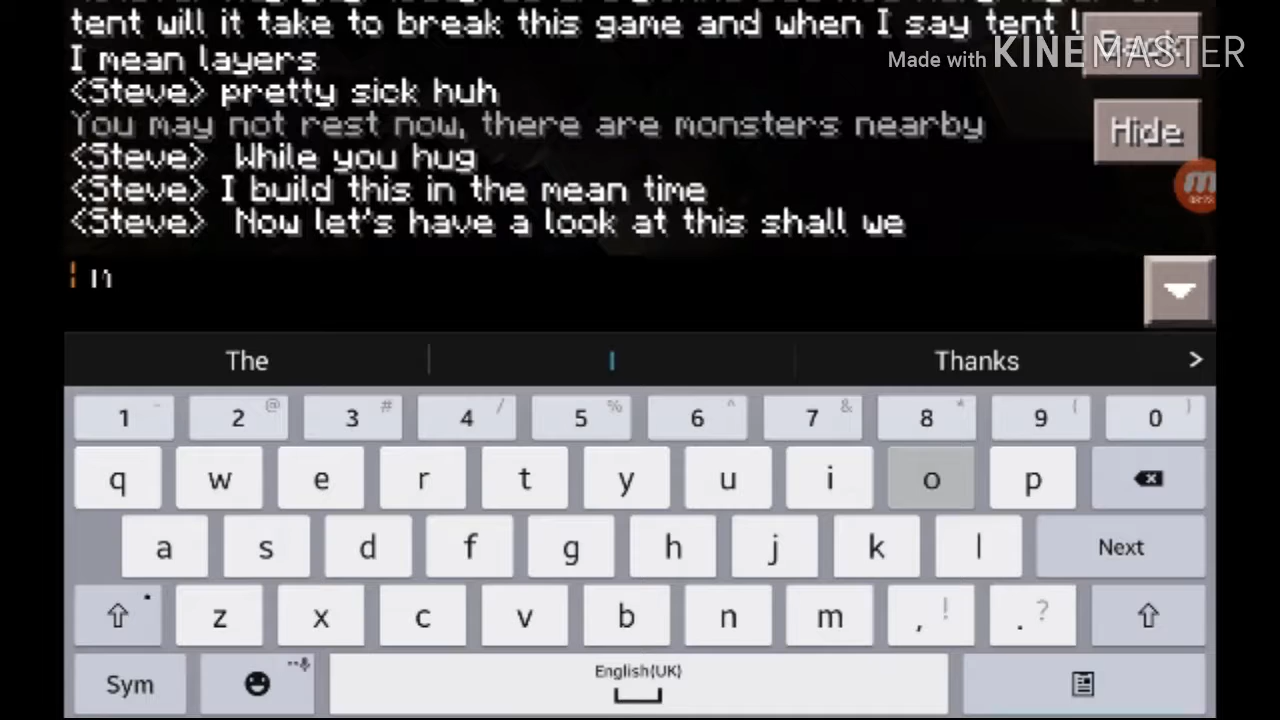 tent will it take to break this game and when I say tent
I mean layers
Back
Made with KINEMASTER
<Steve> pretty sick huh
You may not rest now, there are monsters nearby
Hide
<Steve> While you hug
<Steve> I build this in the mean time
<Steve> Now let's have a look at this shall we
The I Thanks >
1 - 2 @ 3 # 4 / 5 % 6 ^ 7 & 8 * 9 ( 0 )
q w e r t y u i o p
a s d f g h j k l Next
z x c v b n m , ! . ?
Sym English(UK)